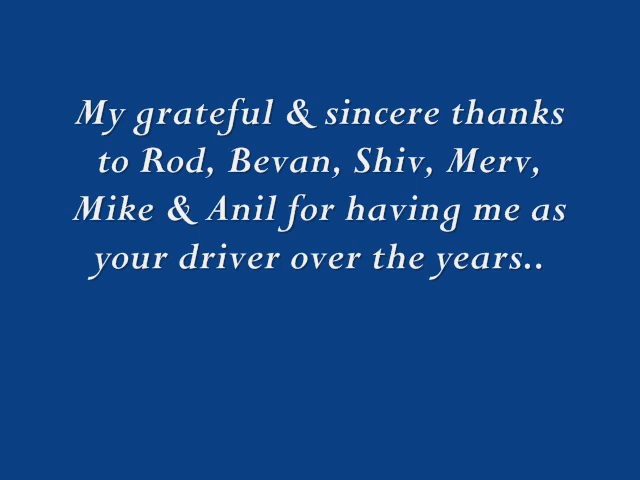 My grateful & sincere thanks
to Rod, Bevan, Shiv, Merv,
Mike & Anil for having me as
your driver over the years..